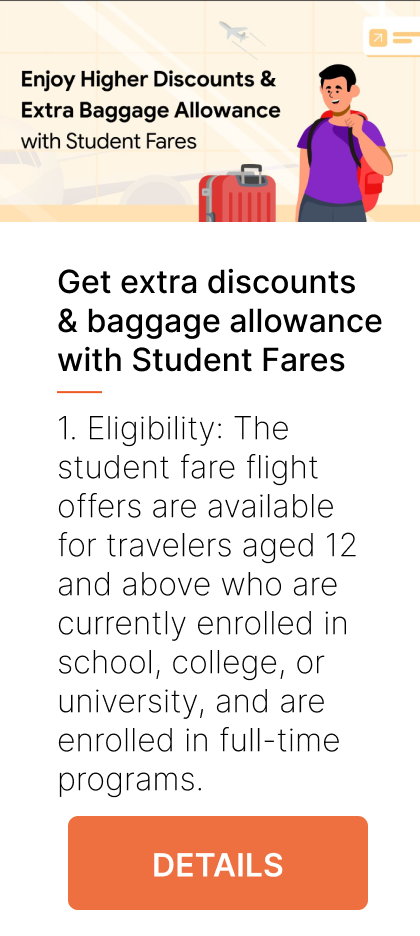 Enjoy Higher Discounts &
Extra Baggage Allowance
with Student Fares
Get extra discounts
& baggage allowance
with Student Fares
1. Eligibility: The
student fare flight
offers are available
for travelers aged 12
and above who are
currently enrolled in
school, college, or
university, and are
enrolled in full-time
programs.
DETAILS